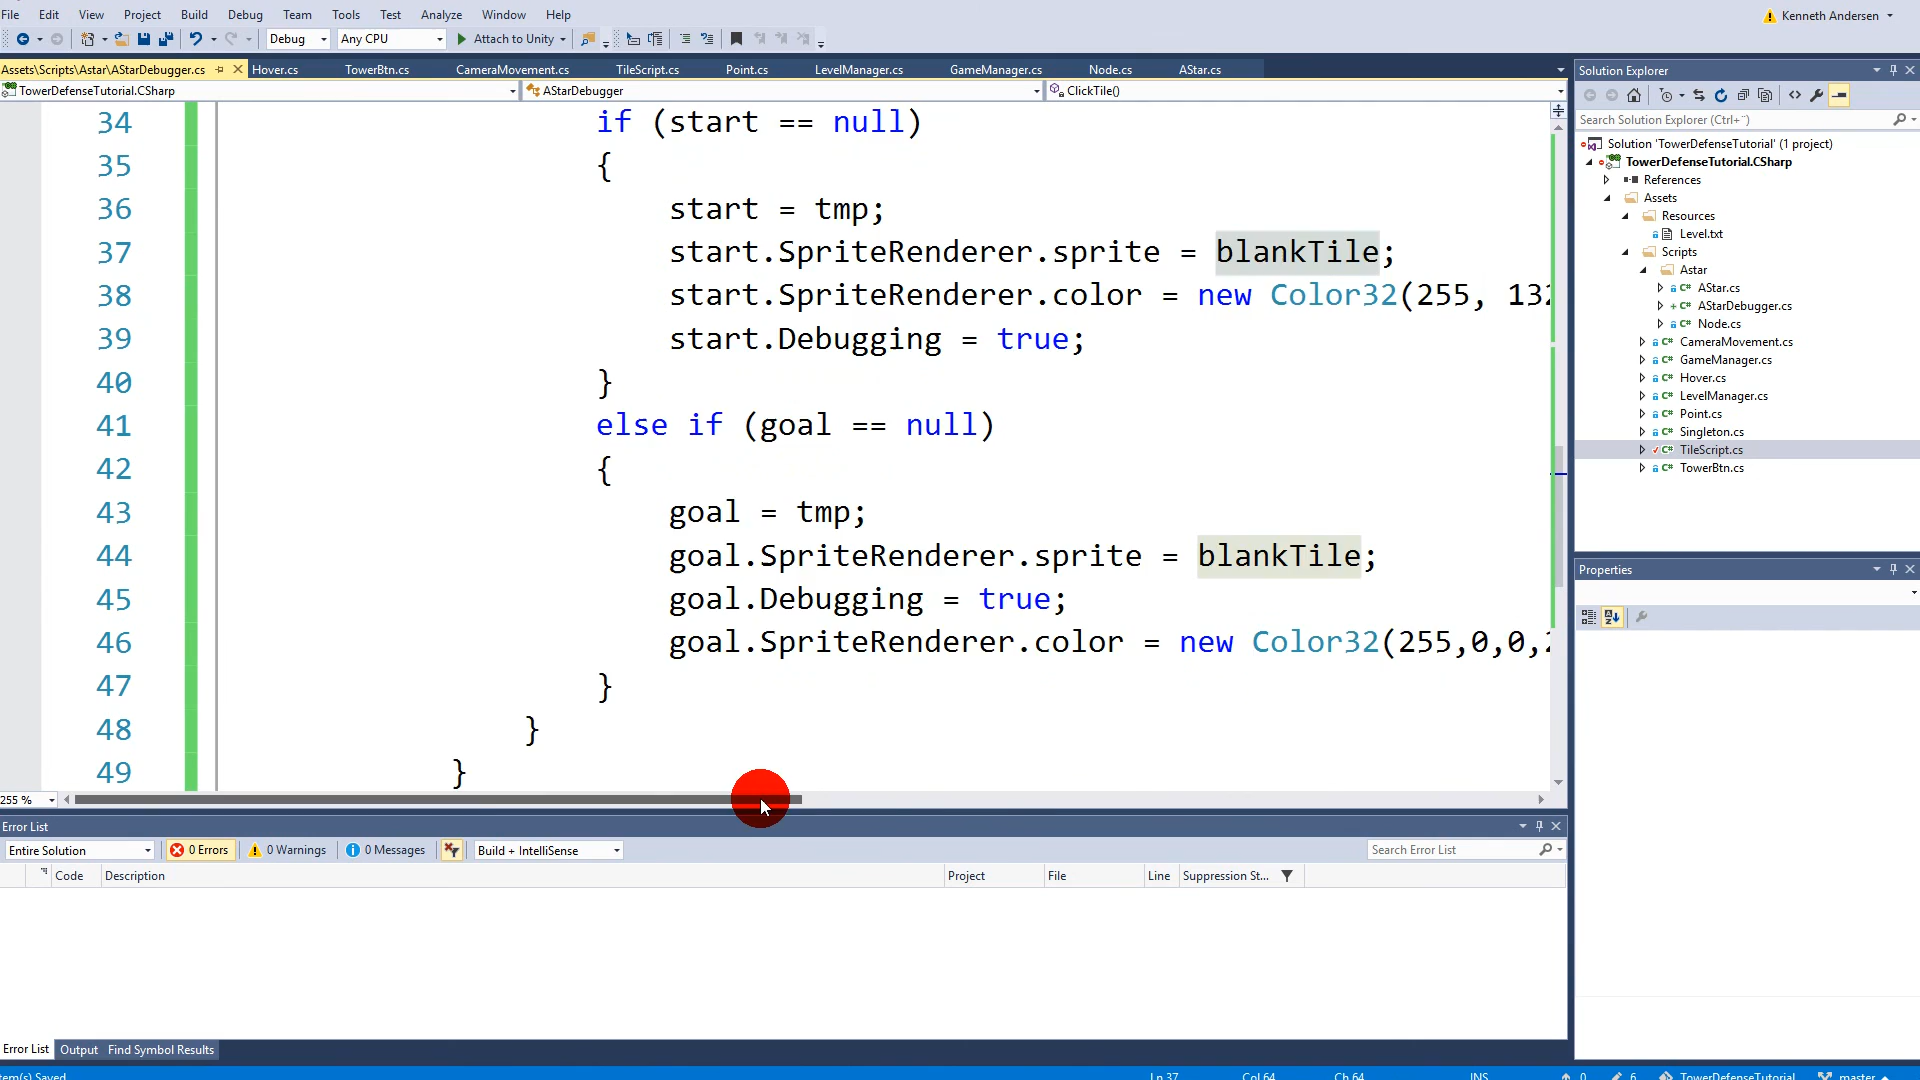 File Edit View Project Build Debug Team Tools Test Analyze Window Help
Kenneth Andersen
Debug Any CPU Attach to Unity
Assets\Scripts\Astar\AStarDebugger.cs Hover.cs TowerBtn.cs CameraMovement.cs TileScript.cs Point.cs LevelManager.cs GameManager.cs Node.cs AStar.cs
TowerDefenseTutorial.CSharp AStarDebugger ClickTile()
34 if (start == null)
35 {
36 start = tmp;
37 start.SpriteRenderer.sprite = blankTile;
38 start.SpriteRenderer.color = new Color32(255, 132
39 start.Debugging = true;
40 }
41 else if (goal == null)
42 {
43 goal = tmp;
44 goal.SpriteRenderer.sprite = blankTile;
45 goal.Debugging = true;
46 goal.SpriteRenderer.color = new Color32(255,0,0,
47 }
48 }
49 }
255 %
Solution Explorer
Search Solution Explorer (Ctrl+¨)
Solution 'TowerDefenseTutorial' (1 project)
TowerDefenseTutorial.CSharp
References
Assets
Resources
Level.txt
Scripts
Astar
AStar.cs
AStarDebugger.cs
Node.cs
CameraMovement.cs
GameManager.cs
Hover.cs
LevelManager.cs
Point.cs
Singleton.cs
TileScript.cs
TowerBtn.cs
Properties
Error List
Entire Solution 0 Errors 0 Warnings 0 Messages Build + IntelliSense Search Error List
Code Description Project File Line Suppression St...
Error List Output Find Symbol Results
tem(s) Saved Ln 37 Col 64 Ch 64 INS 0 6 TowerDefenseTutorial master